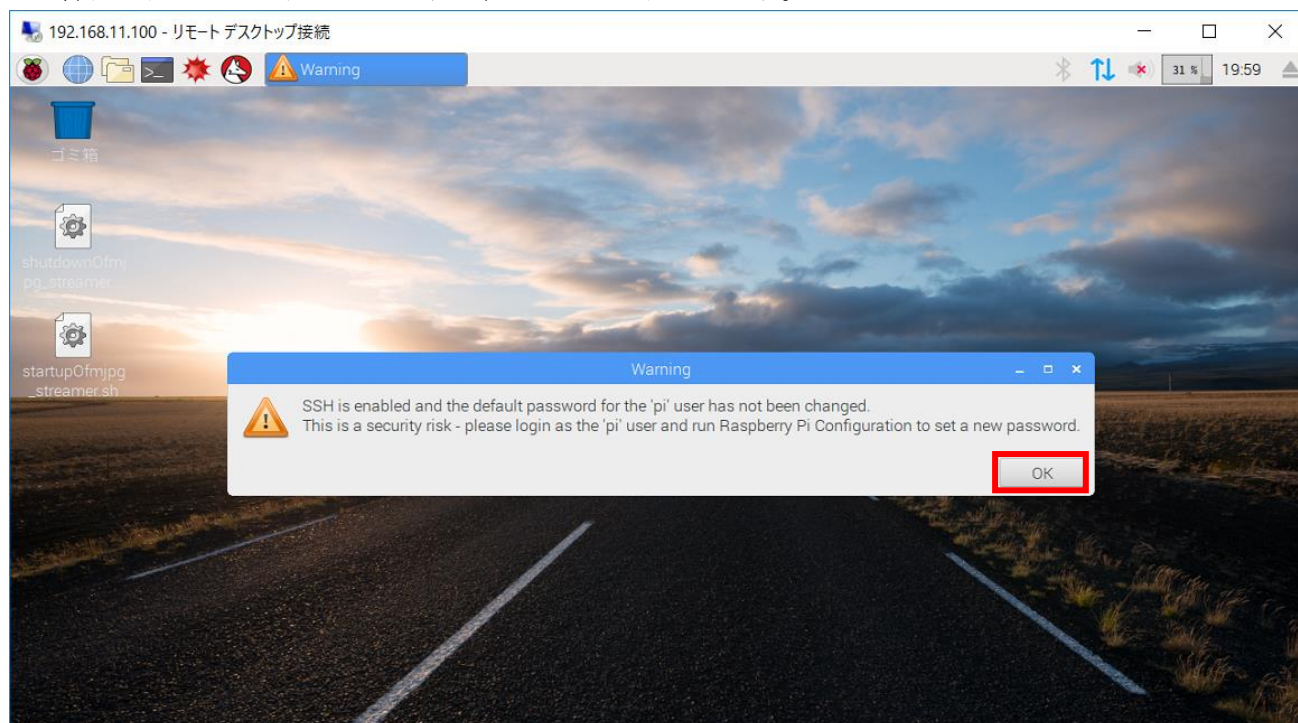 192.168.11.100 - リモート デスクトップ接続
Warning
31 %
19:59
ゴミ箱
shutdownOfmj
pg_streamer
startupOfmjpg
_streamer.sh
Warning
SSH is enabled and the default password for the 'pi' user has not been changed.
This is a security risk - please login as the 'pi' user and run Raspberry Pi Configuration to set a new password.
OK